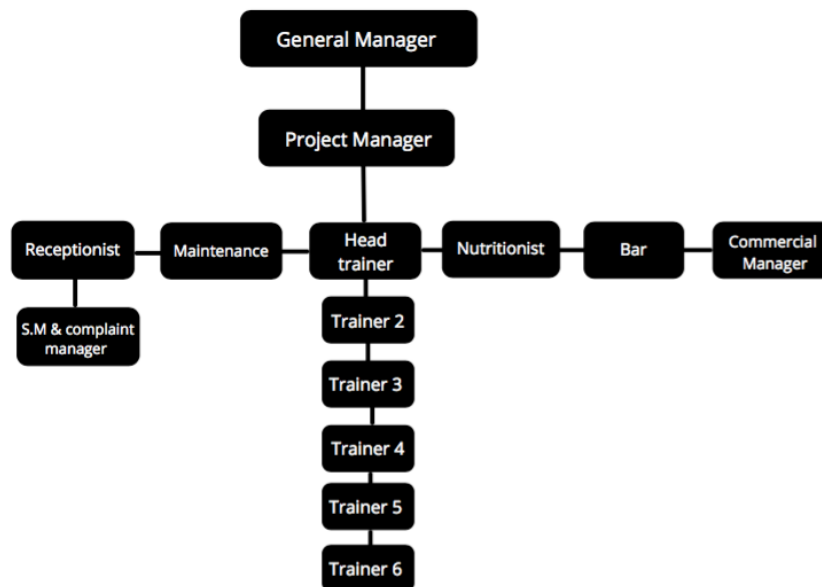 General Manager
Project Manager
Receptionist
Maintenance
Head
trainer
Nutritionist
Bar
Commercial
Manager
S.M & complaint
manager
Trainer 2
Trainer 3
Trainer 4
Trainer 5
Trainer 6